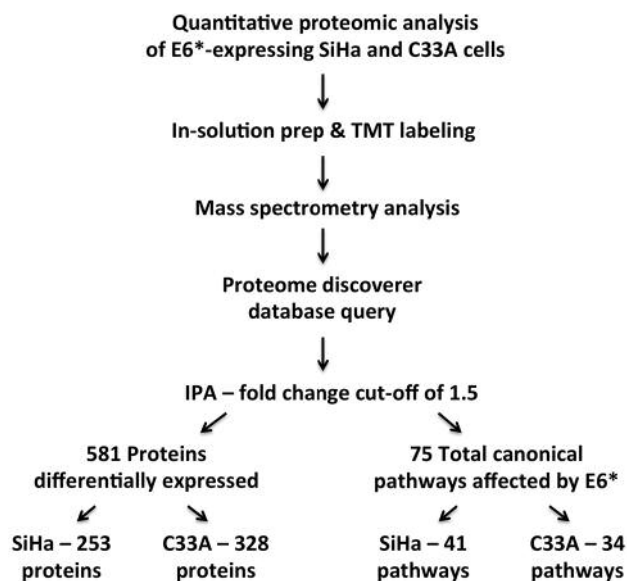 Quantitative proteomic analysis
of E6*-expressing SiHa and C33A cells
In-solution prep & TMT labeling
Mass spectrometry analysis
Proteome discoverer
database query
IPA – fold change cut-off of 1.5
581 Proteins
differentially expressed
75 Total canonical
pathways affected by E6*
SiHa – 253
proteins
C33A – 328
proteins
SiHa – 41
pathways
C33A – 34
pathways